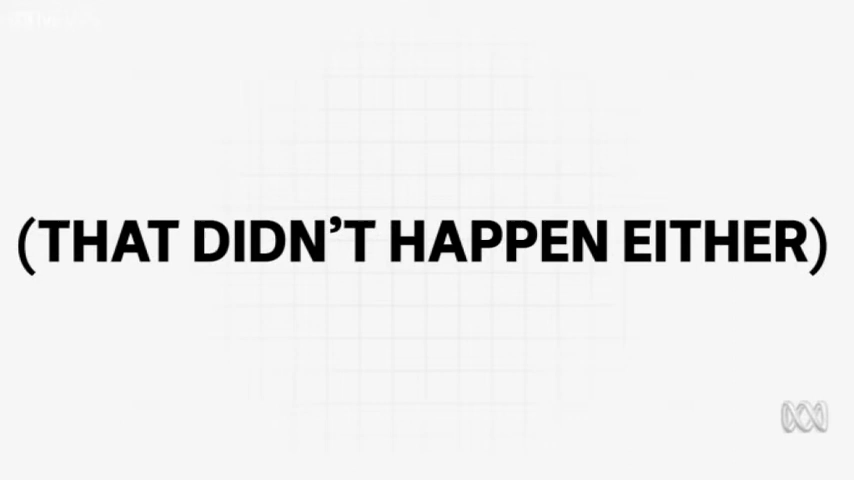 (THAT DIDN’T HAPPEN EITHER)